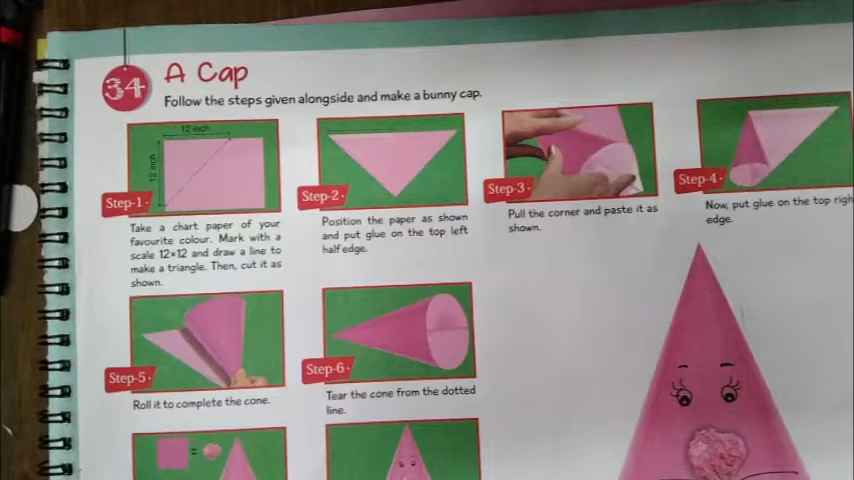 34
A Cap
Follow the steps given alongside and make a bunny cap.
12 inch
12 inch
Step-1
Take a chart paper of your
favourite colour. Mark with a
scale 12×12 and draw a line to
make a triangle. Then, cut it as
shown.
Step-2
Position the paper as shown
and put glue on the top left
half edge.
Step-3
Pull the corner and paste it as
shown.
Step-4
Now, put glue on the top righ
edge.
Step-5
Roll it to complete the cone.
Step-6
Tear the cone from the dotted
line.
=